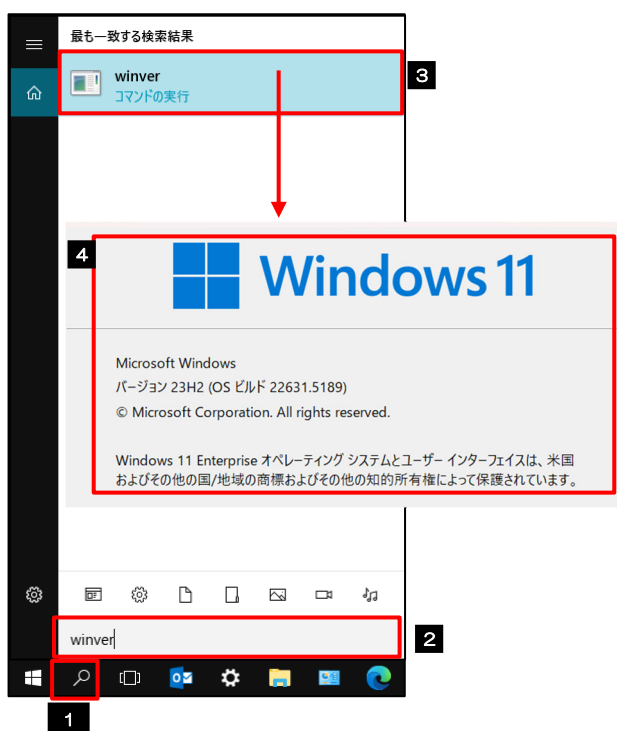 最も一致する検索結果
winver
コマンドの実行
3
4
Windows 11
Microsoft Windows
バージョン 23H2 (OS ビルド 22631.5189)
© Microsoft Corporation. All rights reserved.
Windows 11 Enterprise オペレーティング システムとユーザー インターフェイスは、米国
およびその他の国/地域の商標およびその他の知的所有権によって保護されています。
winver
2
1